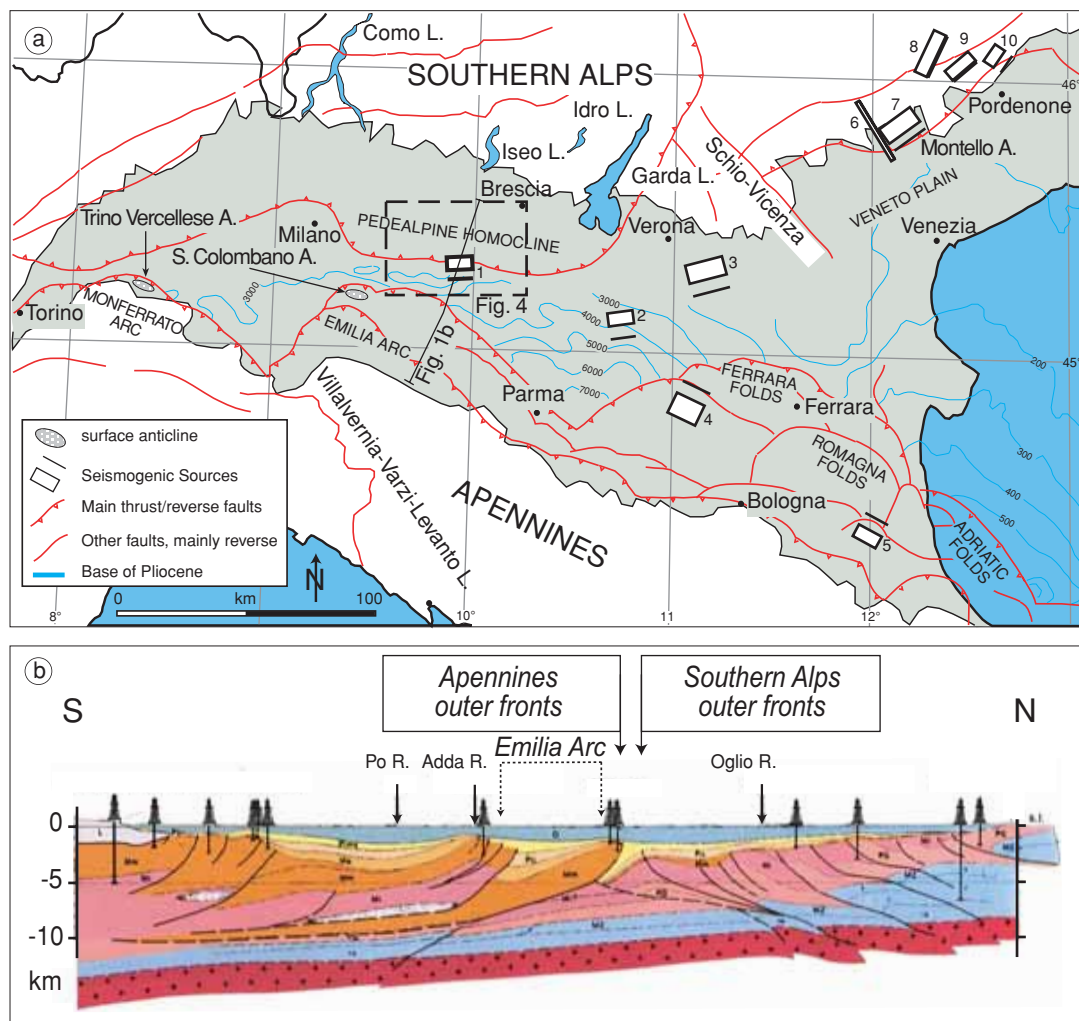 a
Como L.
SOUTHERN ALPS
Idro L.
Iseo L.
Garda L.
Schio-Vicenza
8
9
10
46°
Pordenone
7
6
Montello A.
VENETO PLAIN
Venezia
Brescia
Verona
Trino Vercellese A.
Milano
PEDEALPINE HOMOCLINE
S. Colombano A.
1
3
3000
Fig. 4
2
3000
4000
5000
6000
7000
200
45°
Torino
MONFERRATO
ARC
EMILIA ARC
Fig. 1b
Parma
FERRARA
FOLDS
Ferrara
4
ROMAGNA
FOLDS
300
400
500
Villalvernia-Varzi-Levanto L.
APENNINES
Bologna
5
ADRIATIC
FOLDS
surface anticline
Seismogenic Sources
Main thrust/reverse faults
Other faults, mainly reverse
Base of Pliocene
N
0 km 100
8° 10° 11° 12°
b
S
Apennines
outer fronts
Southern Alps
outer fronts
N
Emilia Arc
Po R.
Adda R.
Oglio R.
0
-5
-10
km